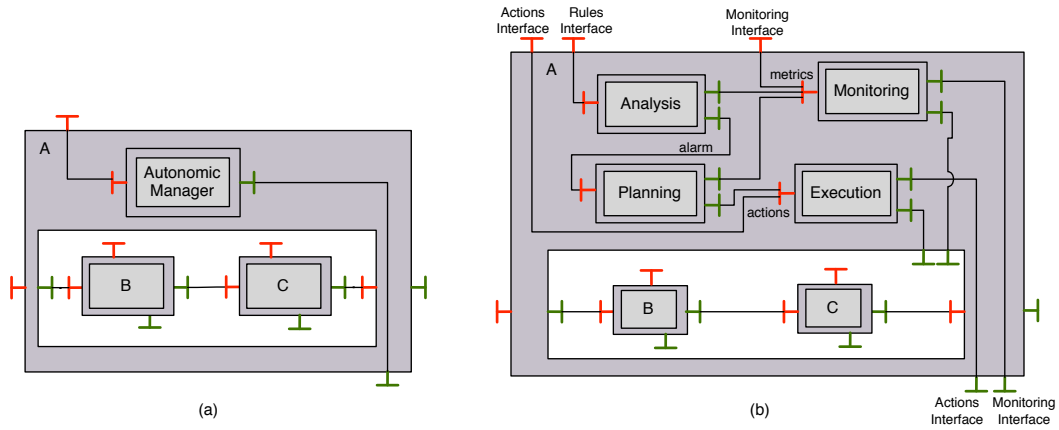 A
Autonomic
Manager
B
C
(a)
Actions
Interface
Rules
Interface
Monitoring
Interface
A
metrics
Analysis
Monitoring
alarm
Planning
Execution
actions
B
C
Actions
Interface
Monitoring
Interface
(b)